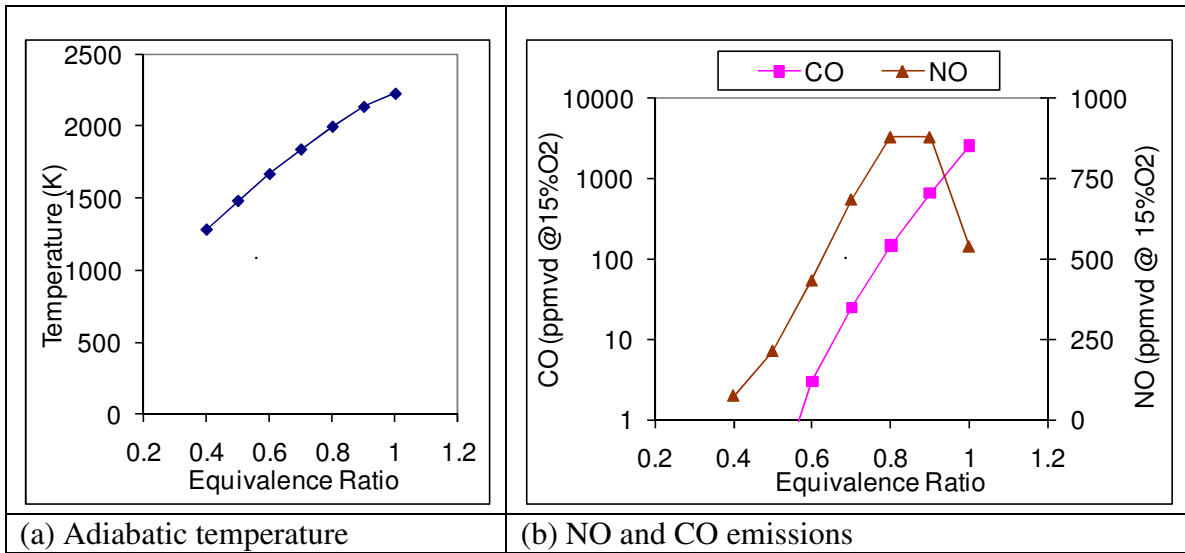 2500
2000
1500
1000
500
0
Temperature (K)
0.2 0.4 0.6 0.8 1 1.2
Equivalence Ratio
(a) Adiabatic temperature
CO NO
10000
1000
100
10
1
CO (ppmvd @15%O2)
1000
750
500
250
0
NO (ppmvd @ 15%O2)
0.2 0.4 0.6 0.8 1 1.2
Equivalence Ratio
(b) NO and CO emissions